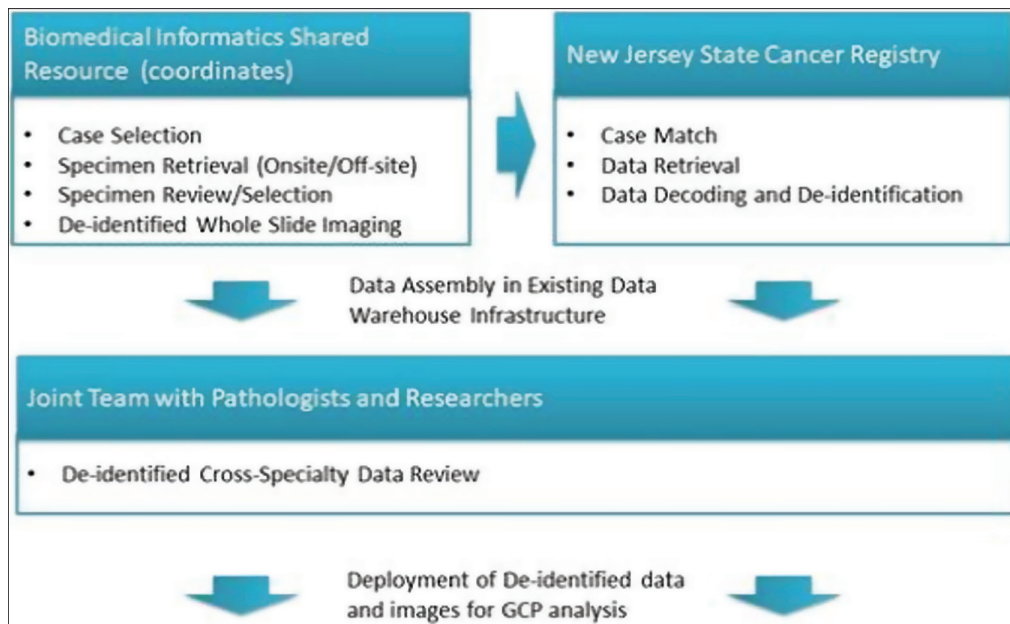 Biomedical Informatics Shared
Resource (coordinates)
• Case Selection
• Specimen Retrieval (Onsite/Off-site)
• Specimen Review/Selection
• De-identified Whole Slide Imaging
New Jersey State Cancer Registry
• Case Match
• Data Retrieval
• Data Decoding and De-identification
Data Assembly in Existing Data
Warehouse Infrastructure
Joint Team with Pathologists and Researchers
• De-identified Cross-Specialty Data Review
Deployment of De-identified data
and images for GCP analysis